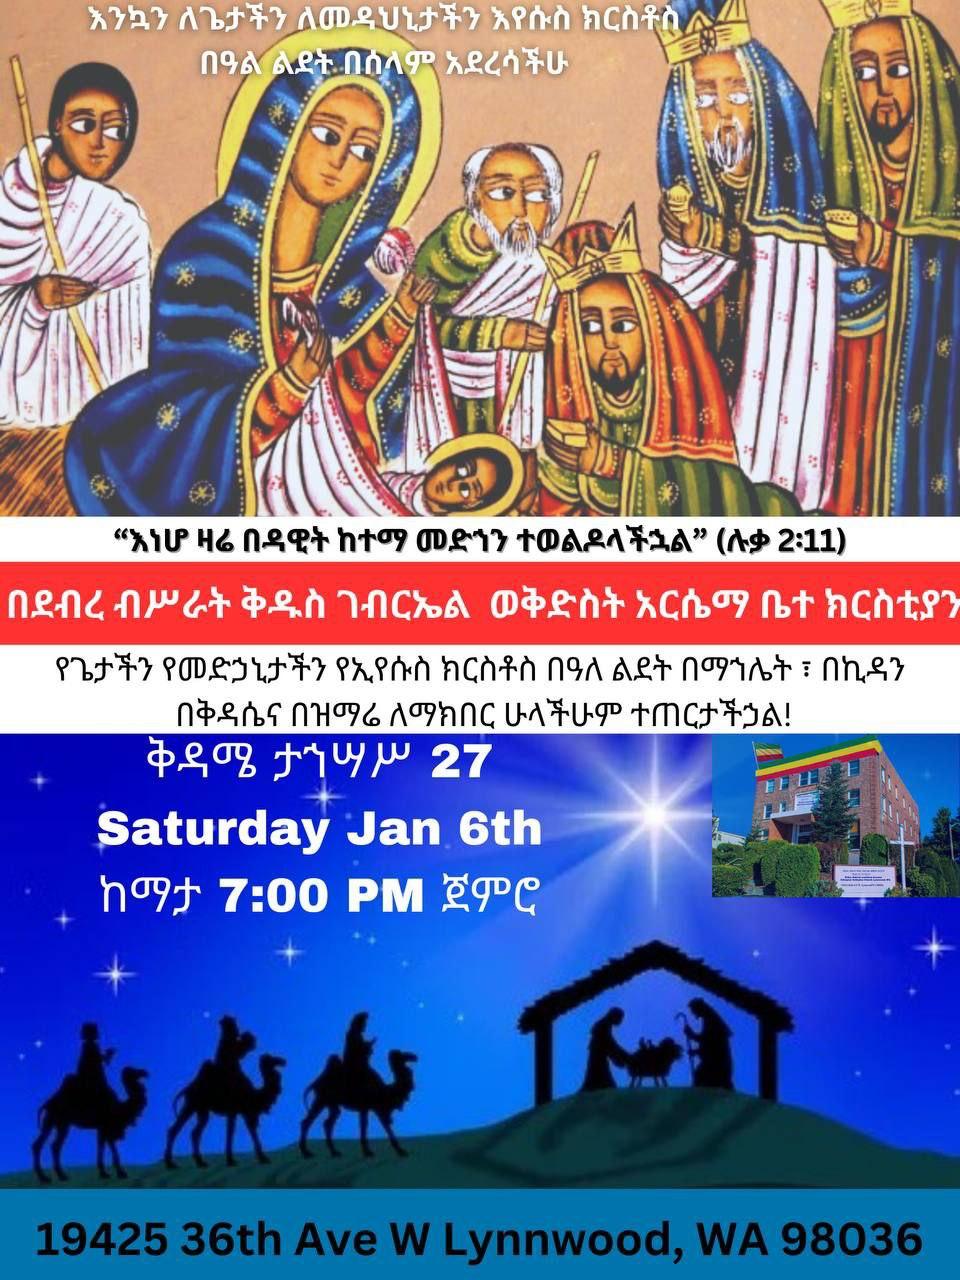 እንኳን ለጌታችን ለመዳህኒታችን እየሱስ ክርስቶስ
በዓል ልደት በሰላም አደረሳችሁ
“እነሆ ዛሬ በዳዊት ከተማ መድኀን ተወልዶላችኋል” (ሉቃ 2፡11)
በደብረ ብሥራት ቅዱስ ገብርኤል ወቅድስት አርሴማ ቤተ ክርስቲያን
የጌታችን የመድኃኒታችን የኢየሱስ ክርስቶስ በዓለ ልደት በማኅሌት ፣ በኪዳን
በቅዳሴና በዝማሬ ለማክበር ሁላችሁም ተጠርታችኃል!
ቅዳሜ ታኅሣሥ 27
Saturday Jan 6th
ከማታ 7:00 PM ጀምሮ
19425 36th Ave W Lynnwood, WA 98036